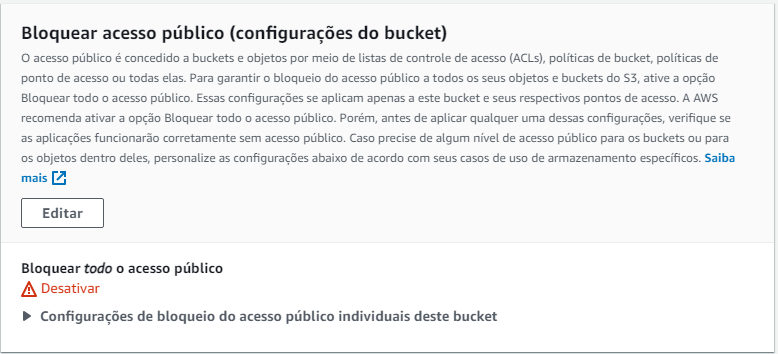 Bloquear acesso público (configurações do bucket)
O acesso público é concedido a buckets e objetos por meio de listas de controle de acesso (ACLs), políticas de bucket, políticas de
ponto de acesso ou todas elas. Para garantir o bloqueio do acesso público a todos os seus objetos e buckets do S3, ative a opção
Bloquear todo o acesso público. Essas configurações se aplicam apenas a este bucket e seus respectivos pontos de acesso. A AWS
recomenda ativar a opção Bloquear todo o acesso público. Porém, antes de aplicar qualquer uma dessas configurações, verifique se
as aplicações funcionarão corretamente sem acesso público. Caso precise de algum nível de acesso público para os buckets ou para
os objetos dentro deles, personalize as configurações abaixo de acordo com seus casos de uso de armazenamento específicos. Saiba
mais
Editar
Bloquear todo o acesso público
Desativar
Configurações de bloqueio do acesso público individuais deste bucket